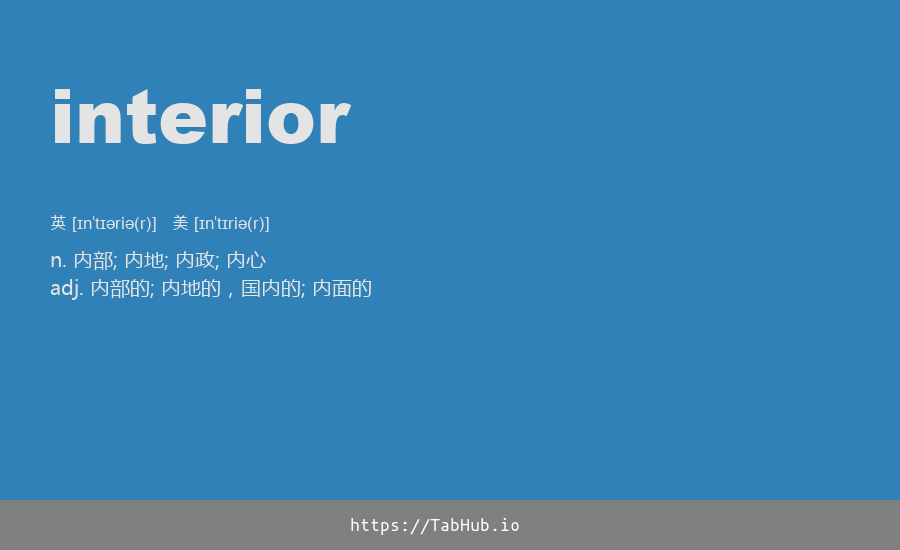 interior
英 [ɪn'tɪəriə(r)] 美 [ɪn'tɪriə(r)]
n. 内部; 内地; 内政; 内心
adj. 内部的; 内地的，国内的; 内面的
https://TabHub.io